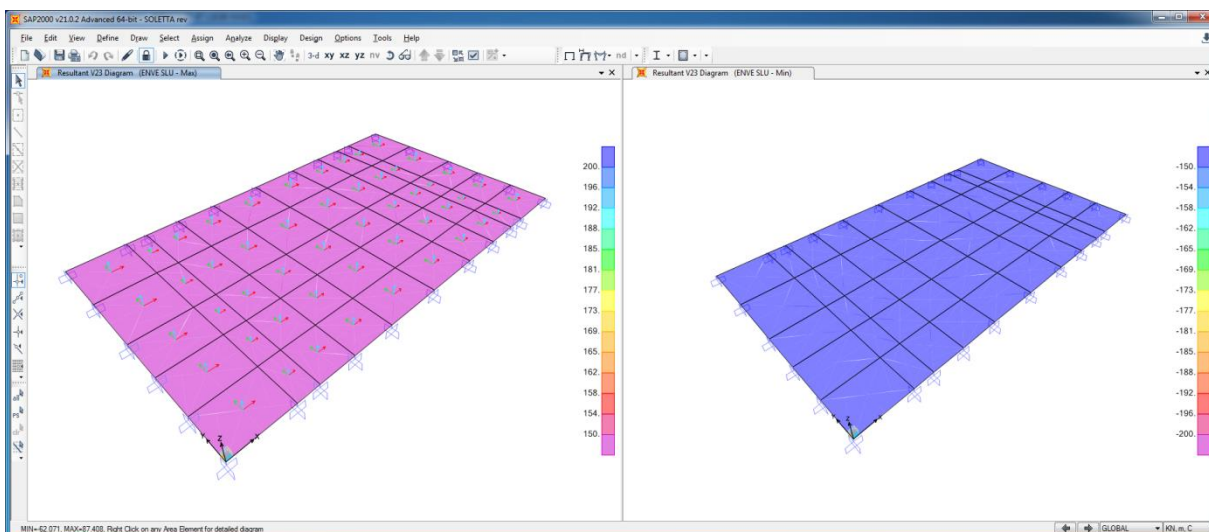 SAP2000 v21.0.2 Advanced 64-bit - SOLETTA rev
File Edit View Define Draw Select Assign Analyze Display Design Options Tools Help
3-d xy xz yz nv nd
Resultant V23 Diagram (ENVE SLU - Max)
Resultant V23 Diagram (ENVE SLU - Min)
200.
196.
192.
188.
185.
181.
177.
173.
169.
165.
162.
158.
154.
150.
Y Z X
-150.
-154.
-158.
-165.
-169.
-173.
-177.
-181.
-185.
-188.
-192.
-196.
-200.
Y Z X
MIN=-62.071, MAX=87.408, Right Click on any Area Element for detailed diagram
GLOBAL
KN, m, C